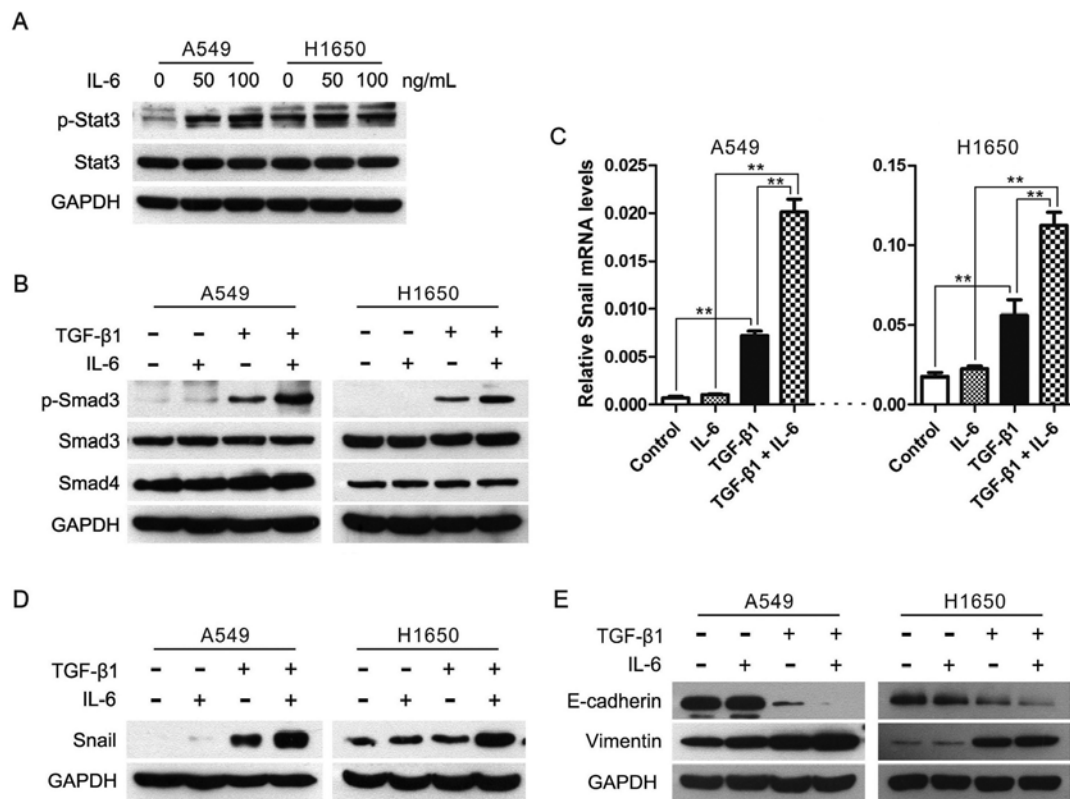 A
A549 H1650
IL-6 0 50 100 0 50 100 ng/mL
p-Stat3
Stat3
GAPDH
B
A549 H1650
TGF-β1 - - + + - - + +
IL-6 - + - + - + - +
p-Smad3
Smad3
Smad4
GAPDH
C
A549 H1650
Relative Snail mRNA levels
0.025
0.020
0.015
0.010
0.005
0.000
** ** **
Control IL-6 TGF-β1 TGF-β1 + IL-6
0.15
0.10
0.05
0.00
** ** **
Control IL-6 TGF-β1 TGF-β1 + IL-6
D
A549 H1650
TGF-β1 - - + + - - + +
IL-6 - + - + - + - +
Snail
GAPDH
E
A549 H1650
TGF-β1 - - + + - - + +
IL-6 - + - + - + - +
E-cadherin
Vimentin
GAPDH